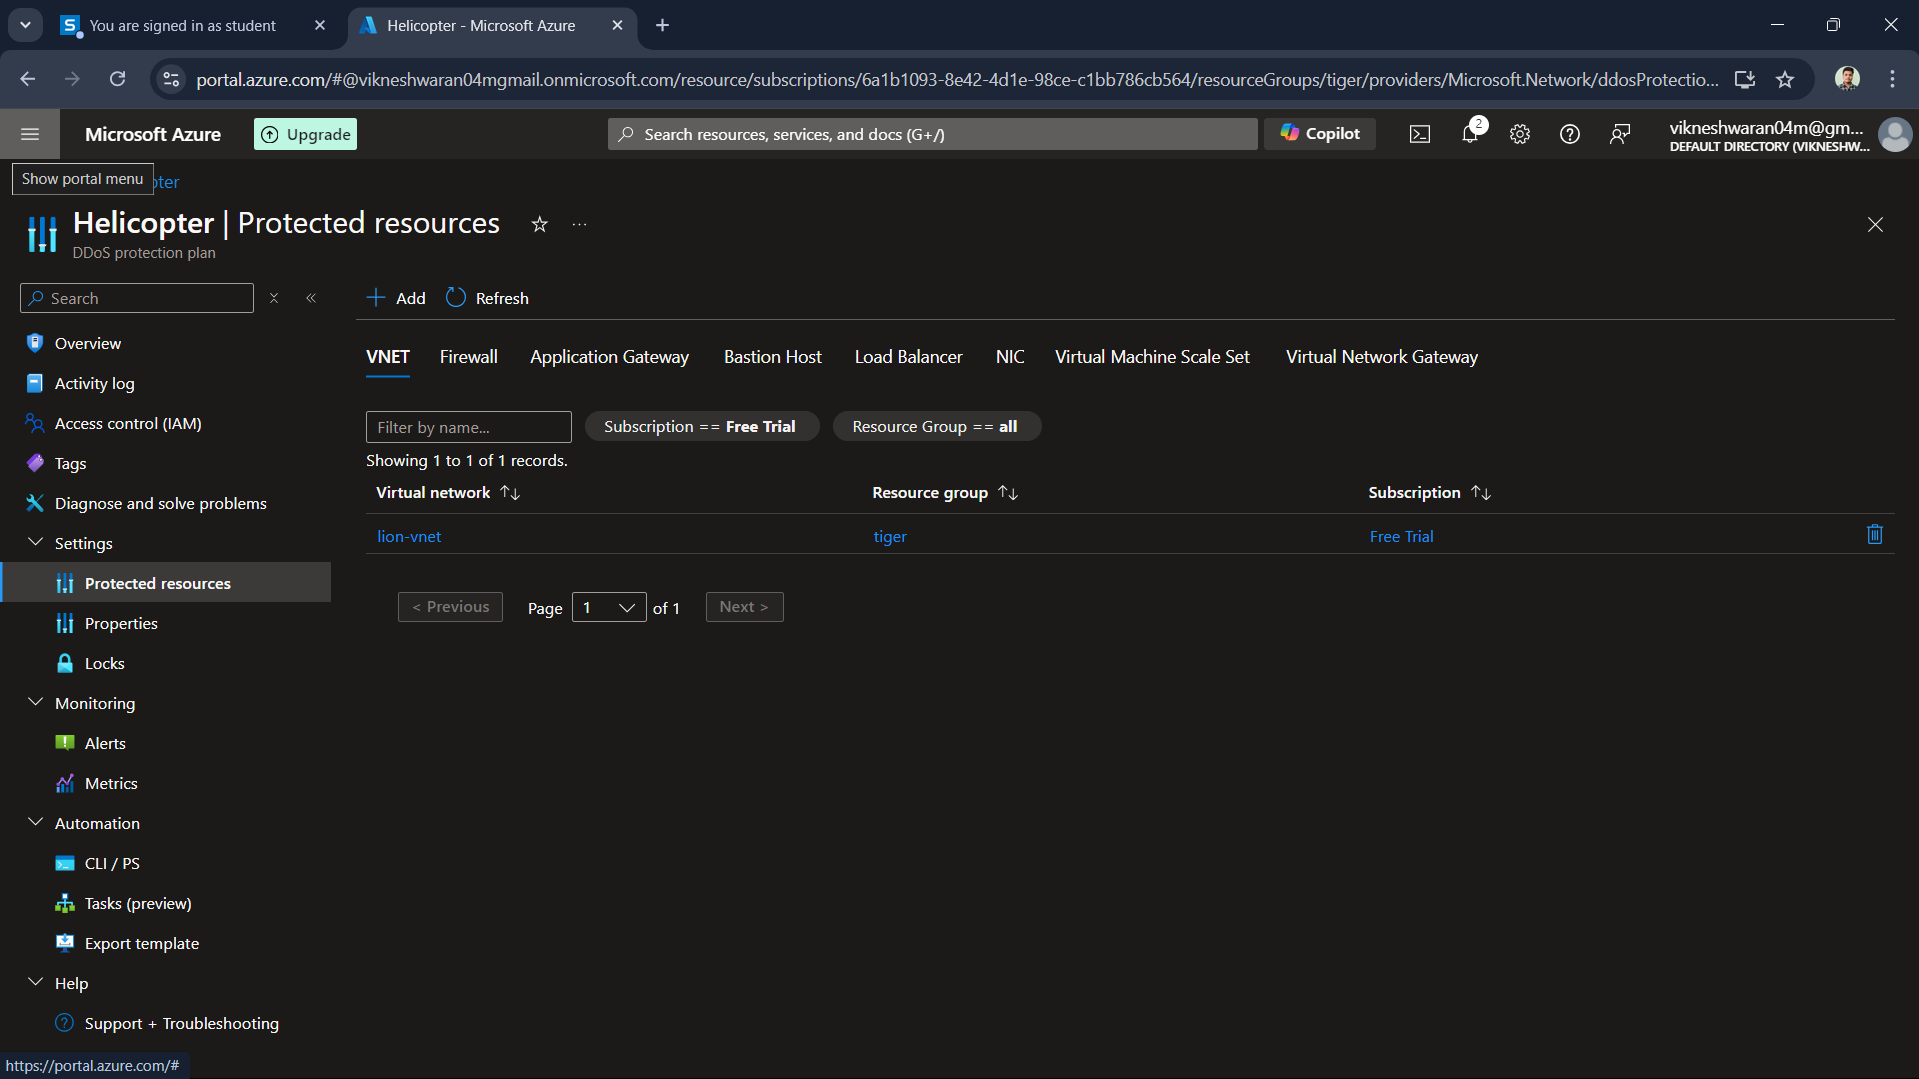 You are signed in as student
Helicopter - Microsoft Azure
portal.azure.com/#@vikneshwaran04mgmail.onmicrosoft.com/resource/subscriptions/6a1b1093-8e42-4d1e-98ce-c1bb786cb564/resourceGroups/tiger/providers/Microsoft.Network/ddosProtectio...
Microsoft Azure
Upgrade
Search resources, services, and docs (G+/)
Copilot
2
vikneshwaran04m@gm...
DEFAULT DIRECTORY (VIKNESHW...
Show portal menu
pter
Helicopter | Protected resources
DDoS protection plan
Search
Add
Refresh
Overview
Activity log
Access control (IAM)
Tags
Diagnose and solve problems
Settings
Protected resources
Properties
Locks
Monitoring
Alerts
Metrics
Automation
CLI / PS
Tasks (preview)
Export template
Help
Support + Troubleshooting
VNET
Firewall
Application Gateway
Bastion Host
Load Balancer
NIC
Virtual Machine Scale Set
Virtual Network Gateway
Filter by name...
Subscription == Free Trial
Resource Group == all
Showing 1 to 1 of 1 records.
Virtual network
Resource group
Subscription
lion-vnet
tiger
Free Trial
< Previous
Page 1 of 1
Next >
https://portal.azure.com/#